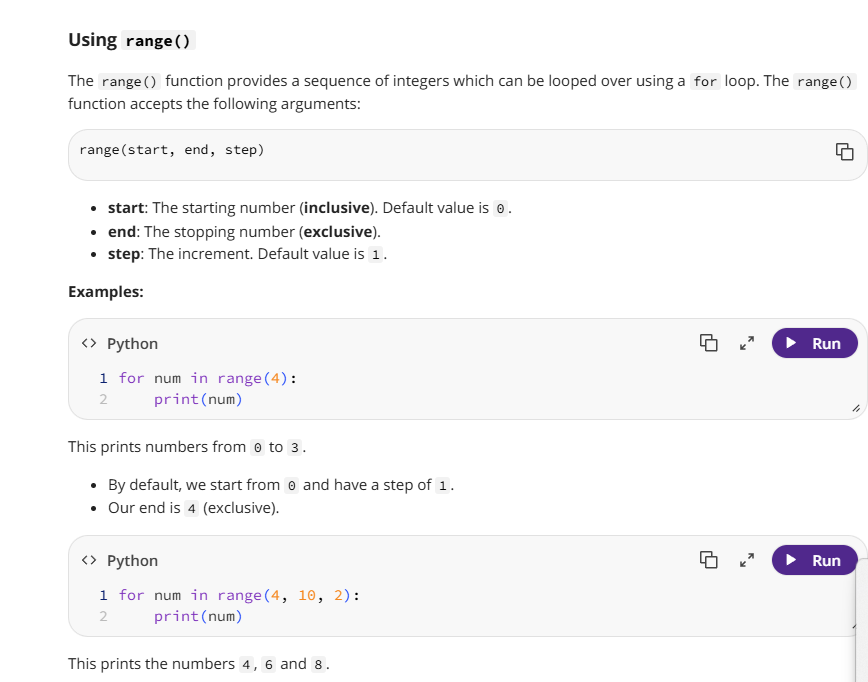 Using range()
The range() function provides a sequence of integers which can be looped over using a for loop. The range()
function accepts the following arguments:
range(start, end, step)
• start: The starting number (inclusive). Default value is 0.
• end: The stopping number (exclusive).
• step: The increment. Default value is 1.
Examples:
<> Python Run
1 for num in range(4):
2     print(num)
This prints numbers from 0 to 3.
• By default, we start from 0 and have a step of 1.
• Our end is 4 (exclusive).
<> Python Run
1 for num in range(4, 10, 2):
2     print(num)
This prints the numbers 4, 6 and 8.